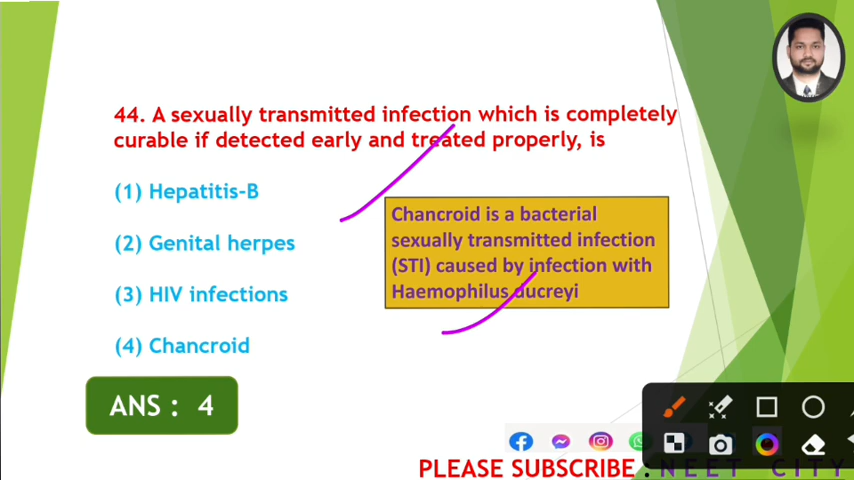 44. A sexually transmitted infection which is completely
curable if detected early and treated properly, is
(1) Hepatitis-B
(2) Genital herpes
(3) HIV infections
(4) Chancroid
Chancroid is a bacterial
sexually transmitted infection
(STI) caused by infection with
Haemophilus ducreyi
ANS : 4
PLEASE SUBSCRIBE : NEET CITY